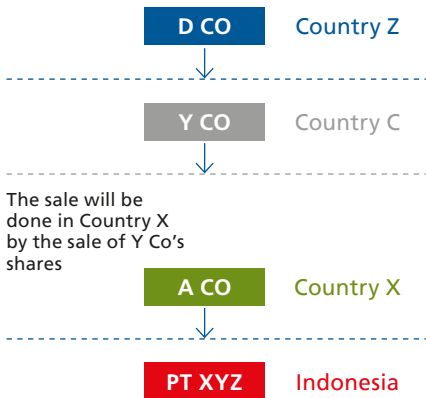 D CO Country Z
Y CO Country C
The sale will be
done in Country X
by the sale of Y Co's
shares
A CO Country X
PT XYZ Indonesia